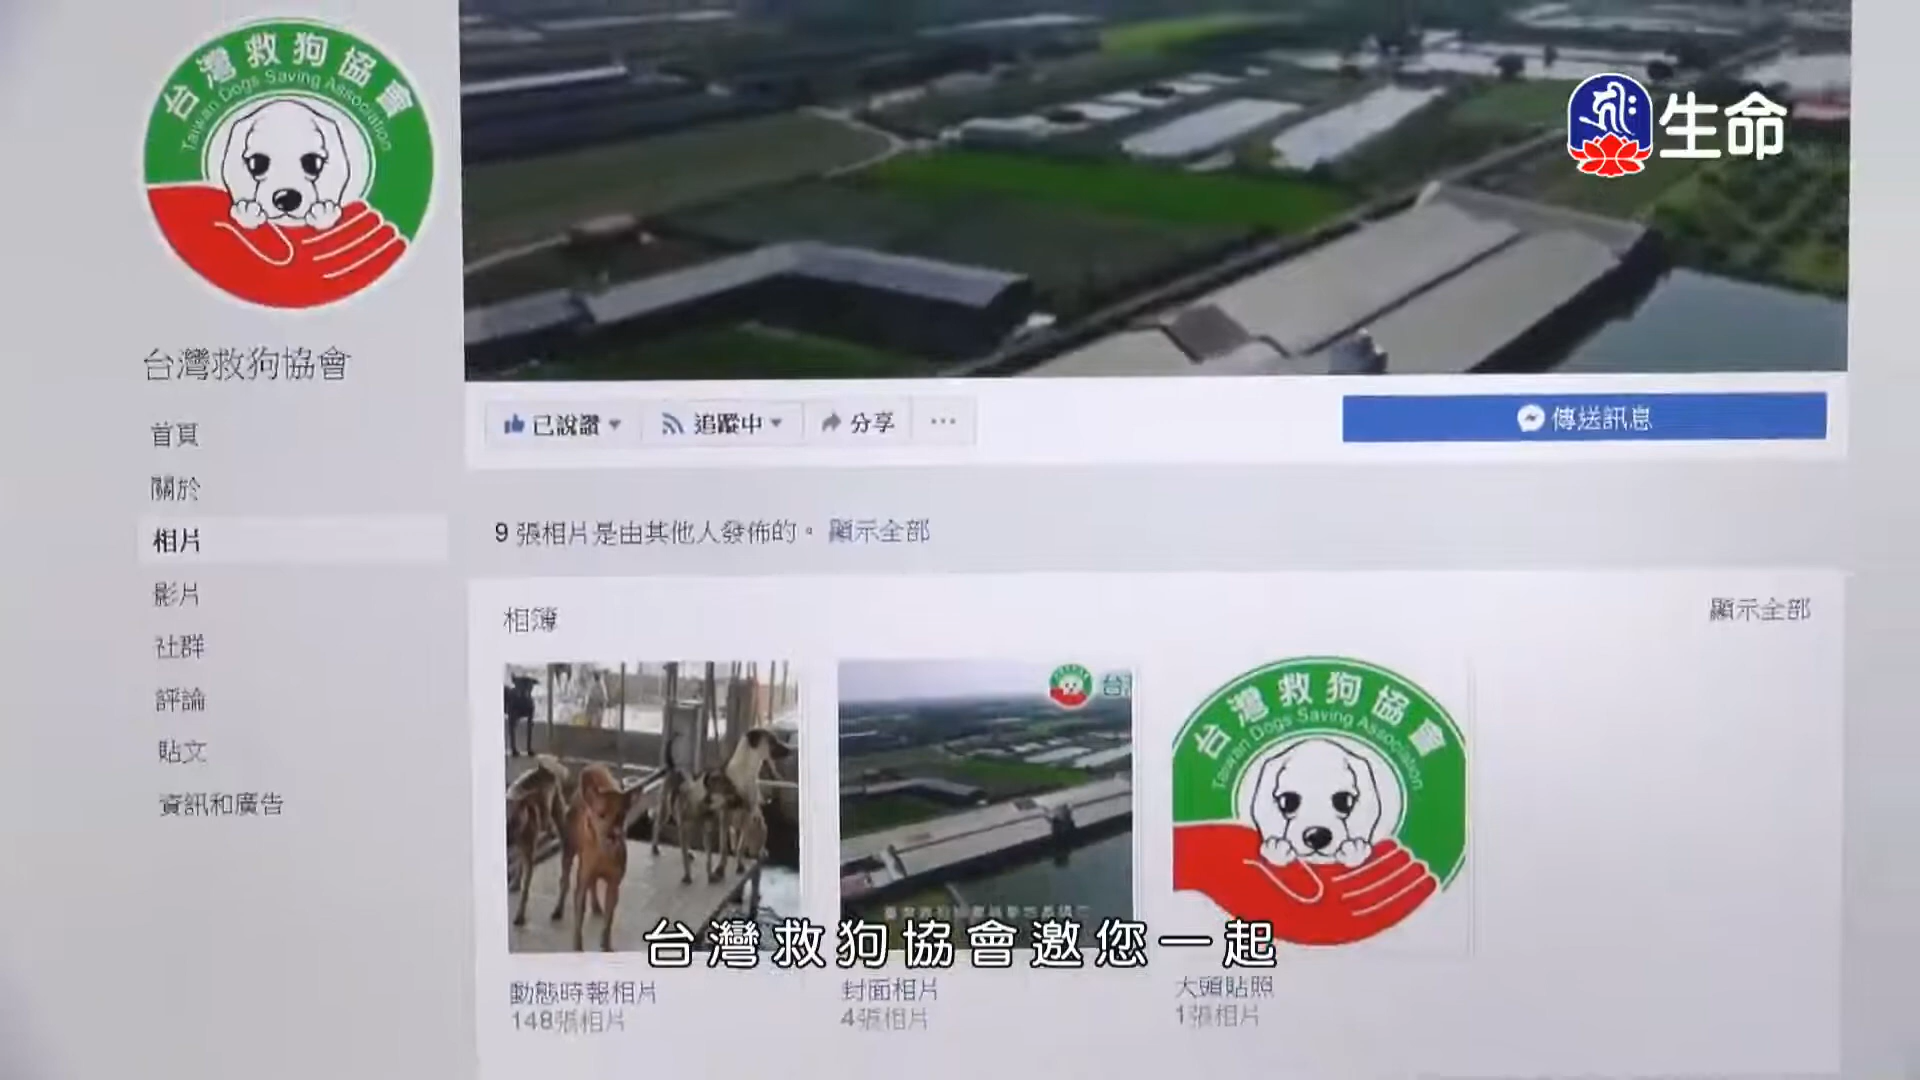 台灣救狗協會
Taiwan Dogs Saving Association
生命
台灣救狗協會
首頁
關於
相片
影片
社群
評論
貼文
資訊和廣告
已說讚
追蹤中
分享
傳送訊息
9 張相片是由其他人發佈的。 顯示全部
相簿
顯示全部
台灣救狗協會
Taiwan Dogs Saving Association
台灣救狗協會邀您一起
動態時報相片
148張相片
封面相片
4張相片
大頭貼照
1張相片